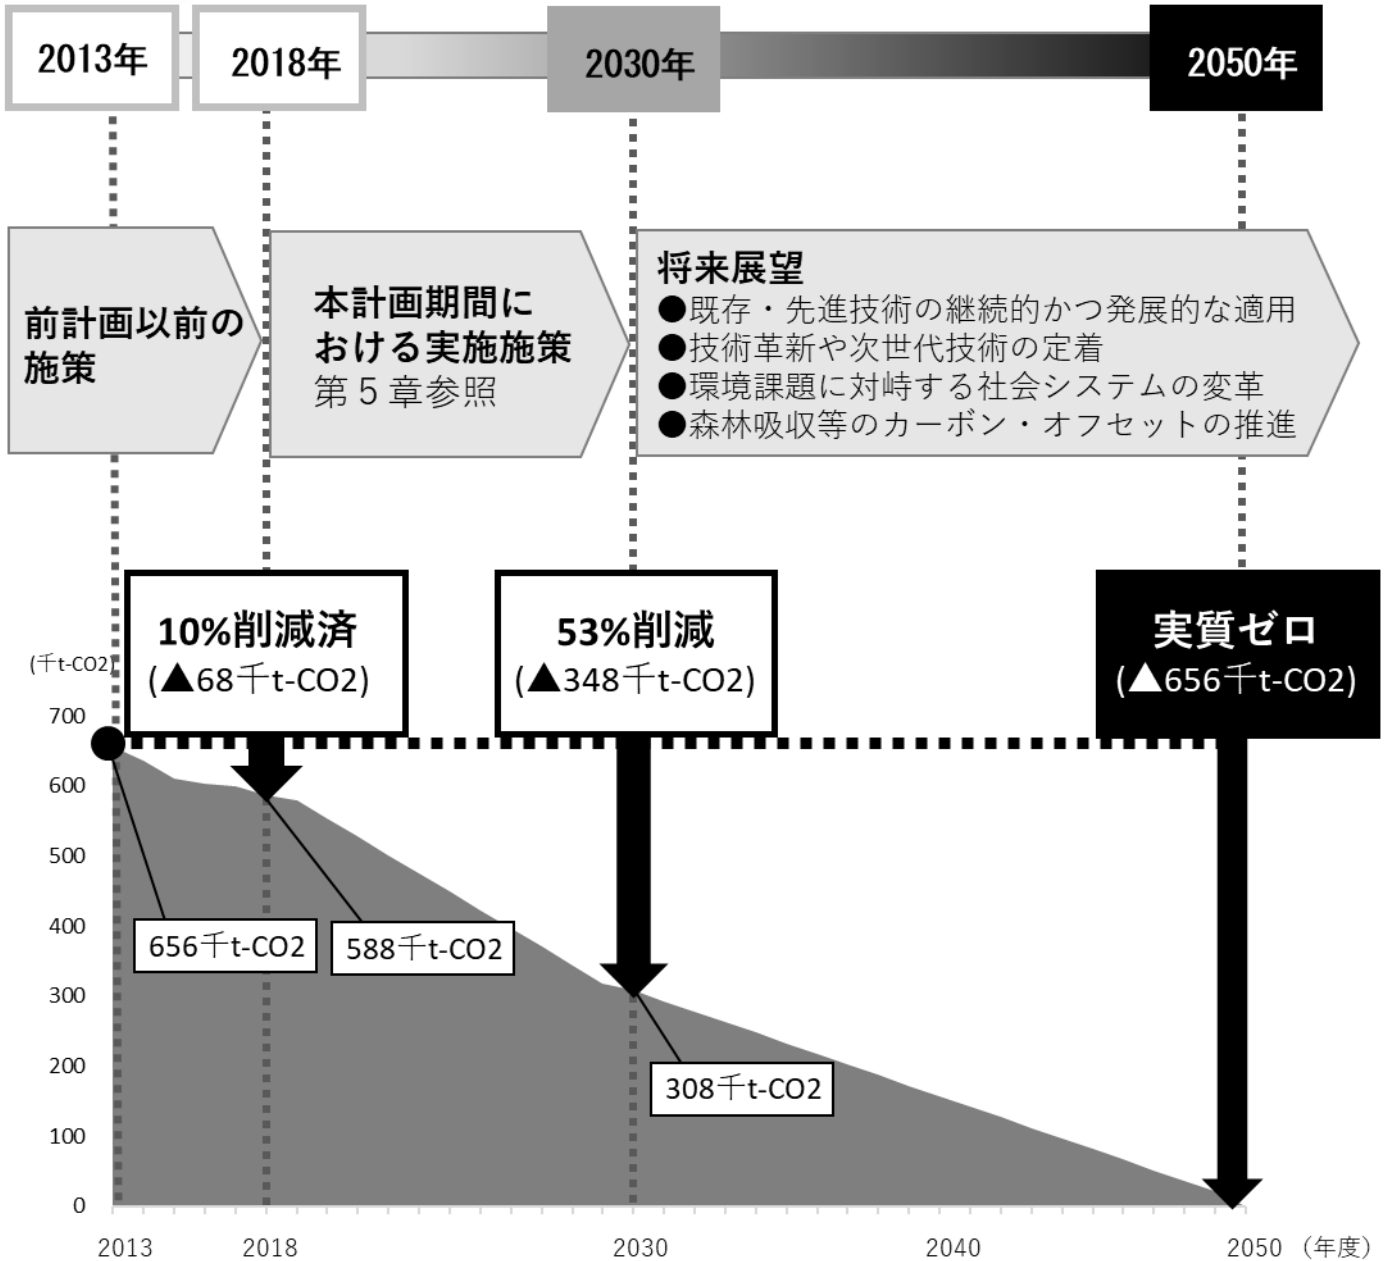 2013年
2018年
2030年
2050年
前計画以前の
施策
本計画期間に
おける実施施策
第5章参照
将来展望
●既存・先進技術の継続的かつ発展的な適用
●技術革新や次世代技術の定着
●環境課題に対峙する社会システムの変革
●森林吸収等のカーボン・オフセットの推進
10%削減済
(▲68千t-CO2)
53%削減
(▲348千t-CO2)
実質ゼロ
(▲656千t-CO2)
(千t-CO2)
700
600
500
400
300
200
100
0
656千t-CO2
588千t-CO2
308千t-CO2
2013
2018
2030
2040
2050
（年度）